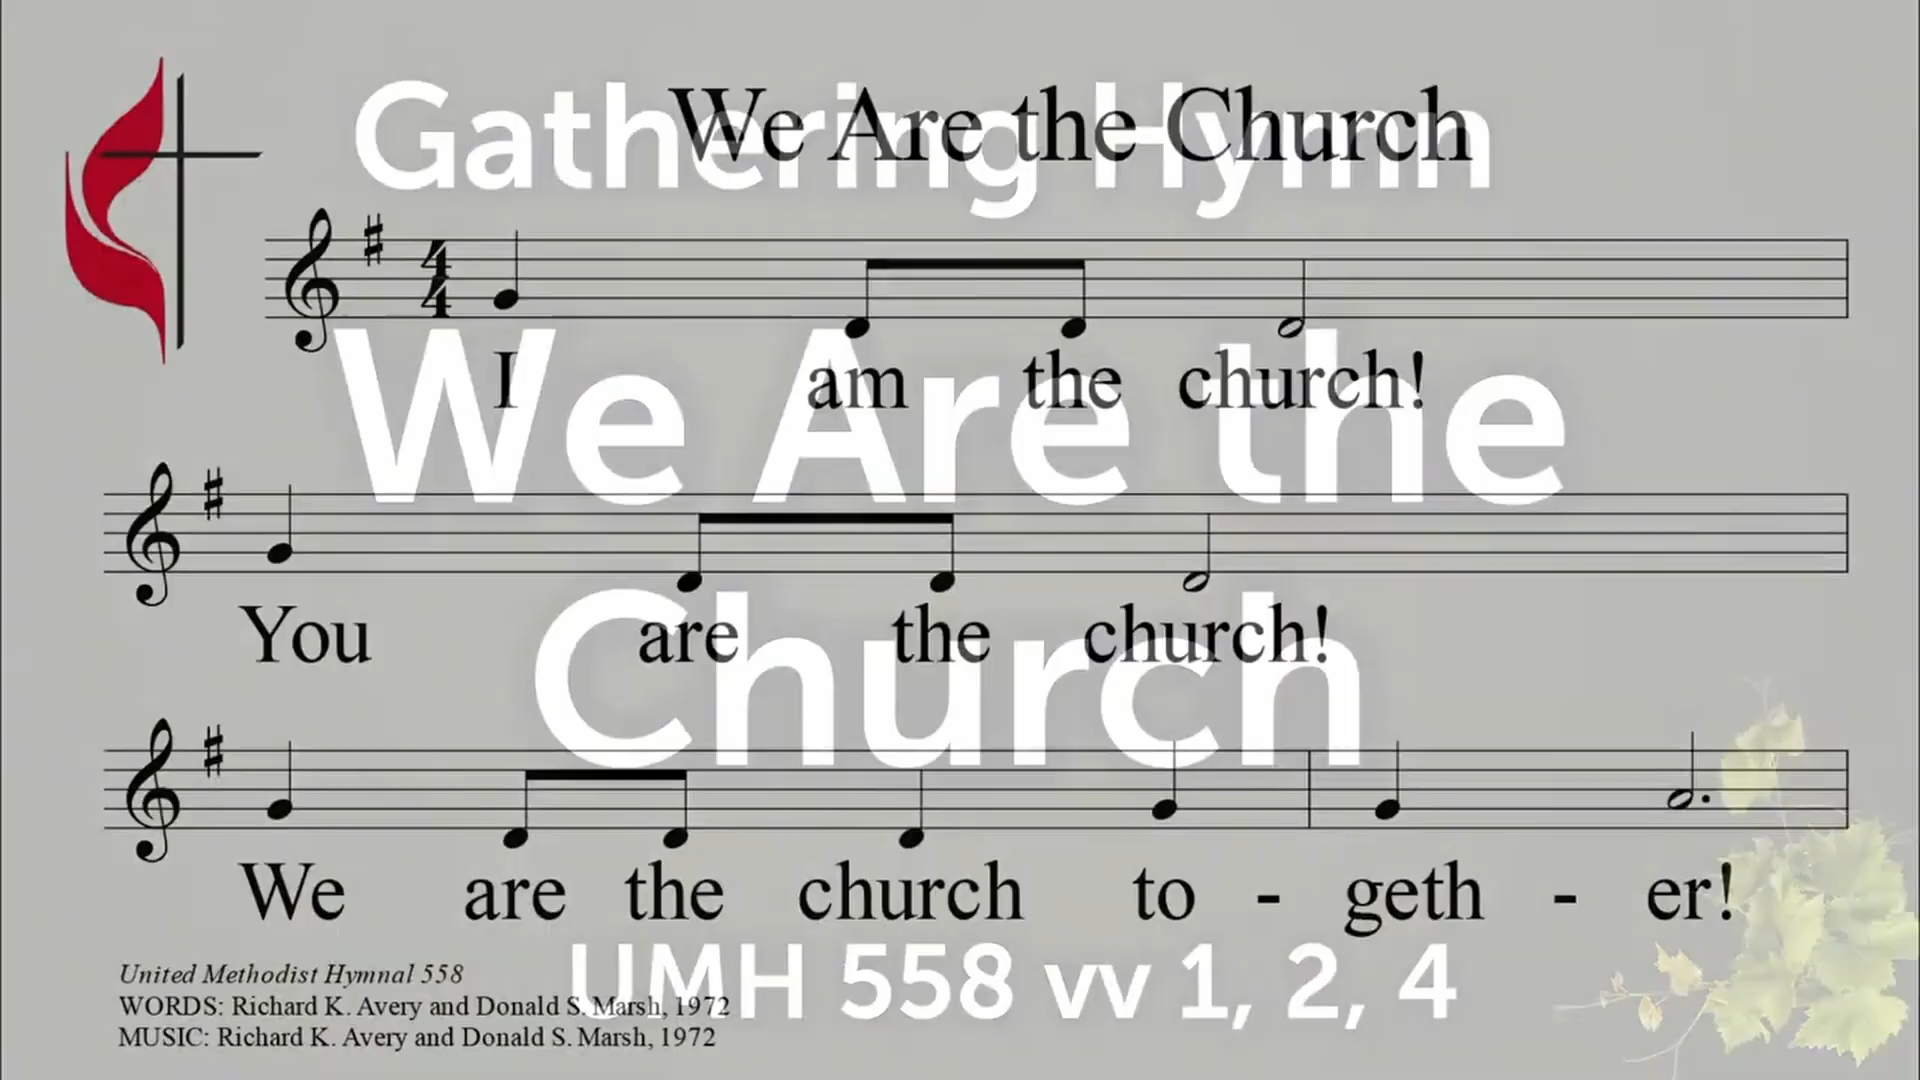 Gathering Hymn
We Are the Church
I am the church!
We Are the
You are the church!
Church
We are the church to - geth - er!
UMH 558 vv 1, 2, 4
United Methodist Hymnal 558
WORDS: Richard K. Avery and Donald S. Marsh, 1972
MUSIC: Richard K. Avery and Donald S. Marsh, 1972